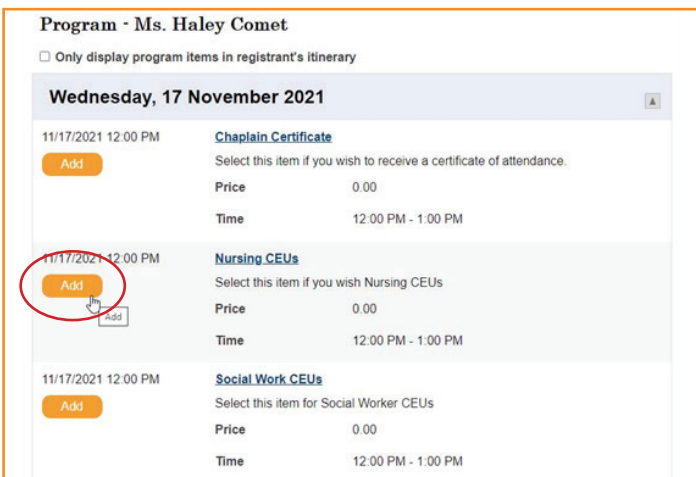 Program - Ms. Haley Comet
Only display program items in registrant's itinerary
Wednesday, 17 November 2021
11/17/2021 12:00 PM Chaplain Certificate
Add Select this item if you wish to receive a certificate of attendance.
Price 0.00
Time 12:00 PM - 1:00 PM
11/17/2021 12:00 PM Nursing CEUs
Add Select this item if you wish Nursing CEUs
Add
Price 0.00
Time 12:00 PM - 1:00 PM
11/17/2021 12:00 PM Social Work CEUs
Add Select this item for Social Worker CEUs
Price 0.00
Time 12:00 PM - 1:00 PM